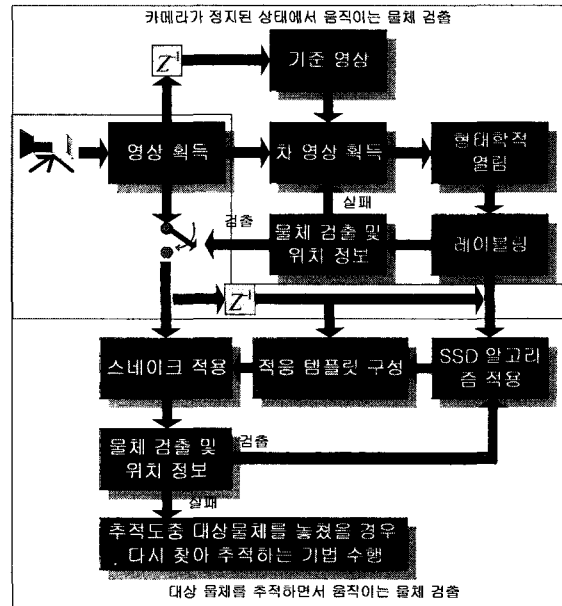 카메라가 정지된 상태에서 움직이는 물체 검출
Z⁻¹
기준 영상
영상 획득
차 영상 획득
형태학적
열림
실패
검출
물체 검출 및
위치 정보
레이블링
Z⁻¹
스네이크 적용
적응 템플릿 구성
SSD 알고리
즘 적용
물체 검출 및
위치 정보
검출
실패
추적도중 대상물체를 놓쳤을 경우
다시 찾아 추적하는 기법 수행
대상 물체를 추적하면서 움직이는 물체 검출